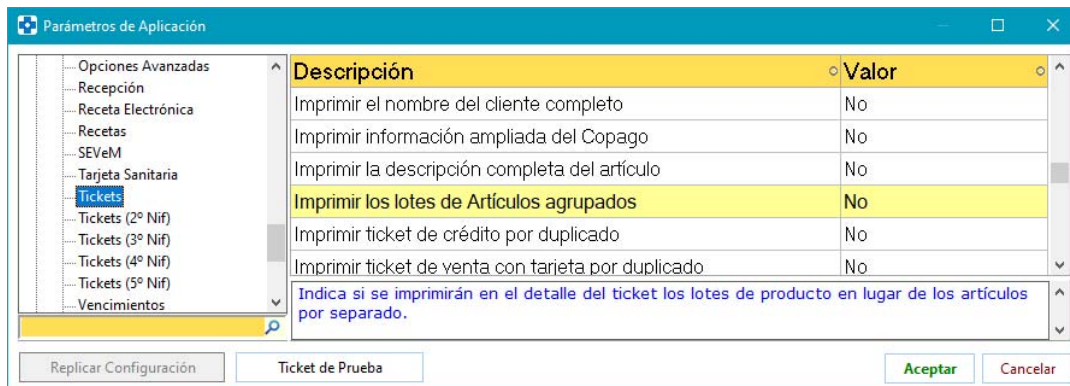 Parámetros de Aplicación
Opciones Avanzadas
Recepción
Receta Electrónica
Recetas
SEVeM
Tarjeta Sanitaria
Tickets
Tickets (2º Nif)
Tickets (3º Nif)
Tickets (4º Nif)
Tickets (5º Nif)
Vencimientos
Descripción Valor
Imprimir el nombre del cliente completo No
Imprimir información ampliada del Copago No
Imprimir la descripción completa del artículo No
Imprimir los lotes de Artículos agrupados No
Imprimir ticket de crédito por duplicado No
Imprimir ticket de venta con tarjeta por duplicado No
Indica si se imprimirán en el detalle del ticket los lotes de producto en lugar de los artículos
por separado.
Replicar Configuración Ticket de Prueba Aceptar Cancelar